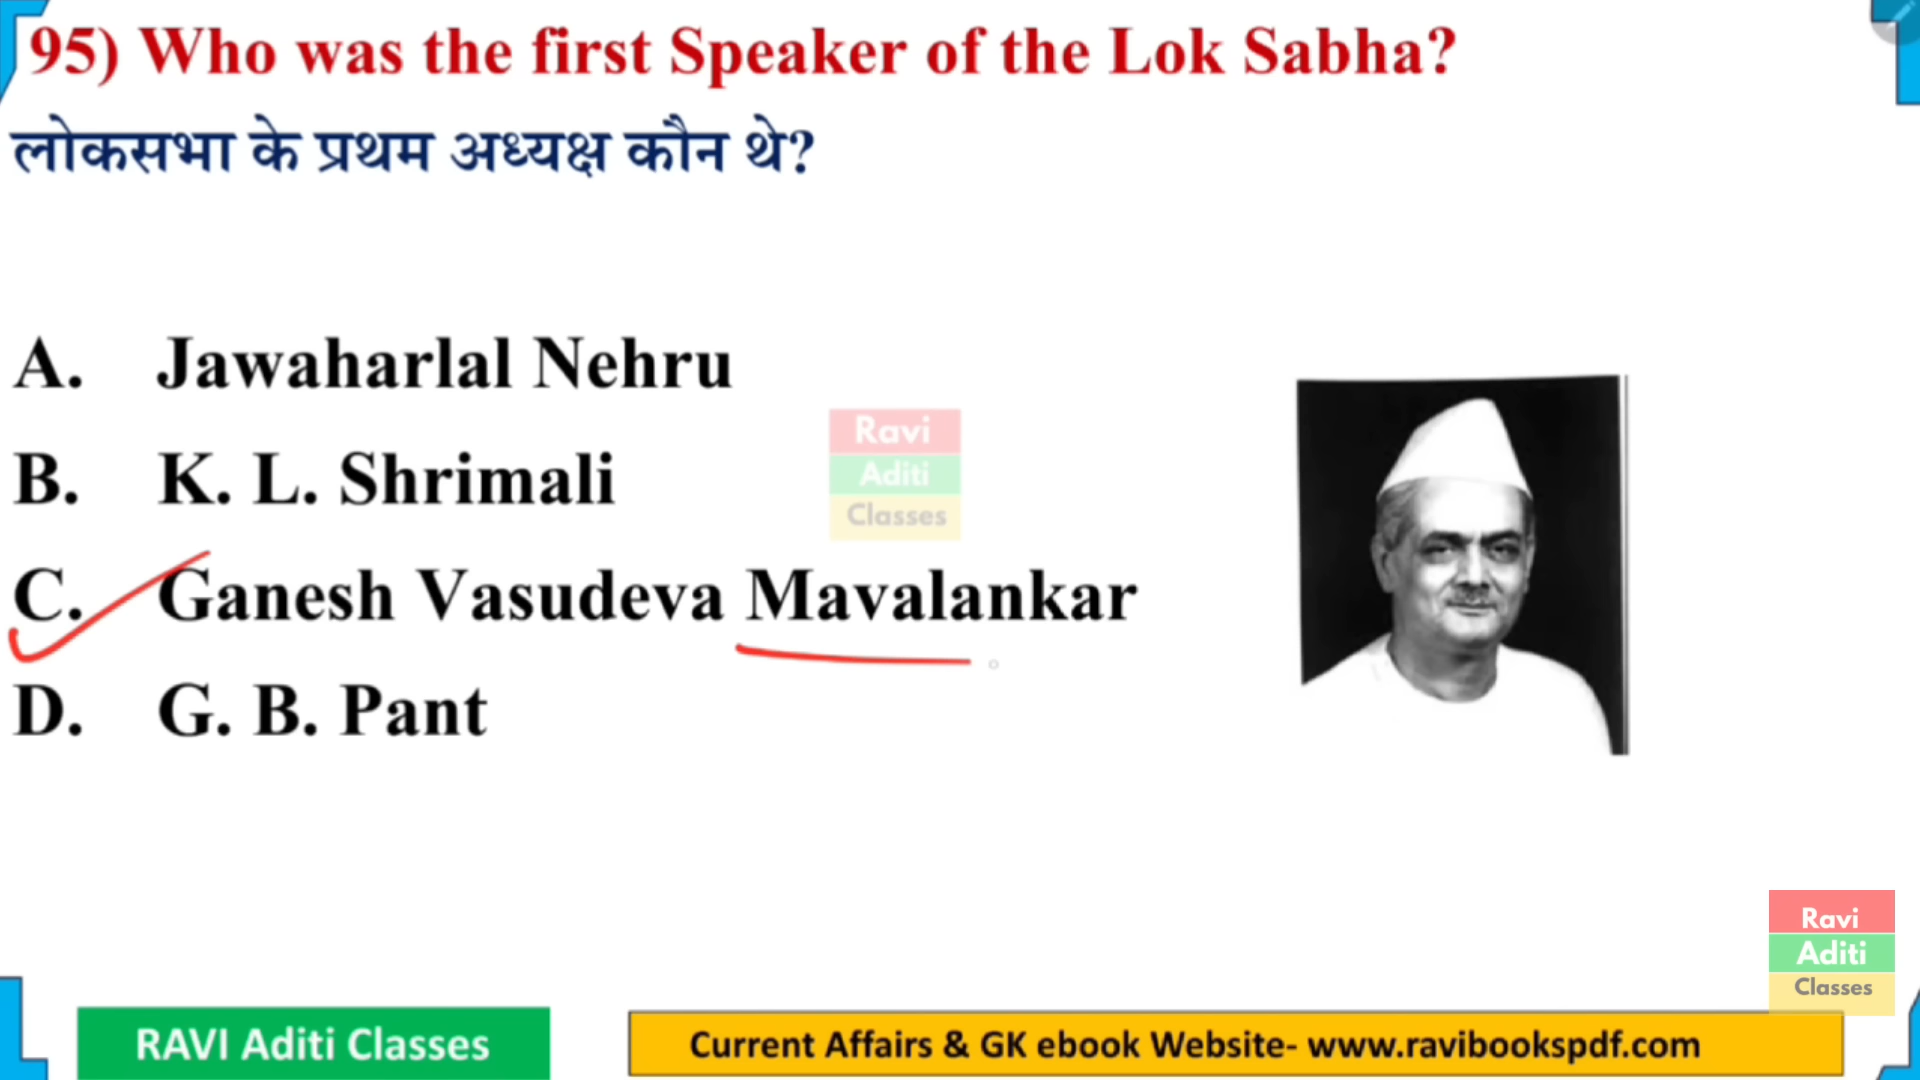 95) Who was the first Speaker of the Lok Sabha?
लोकसभा के प्रथम अध्यक्ष कौन थे?
A. Jawaharlal Nehru
B. K. L. Shrimali
C. Ganesh Vasudeva Mavalankar
D. G. B. Pant
Ravi
Aditi
Classes
Ravi
Aditi
Classes
RAVI Aditi Classes
Current Affairs & GK ebook Website- www.ravibookspdf.com